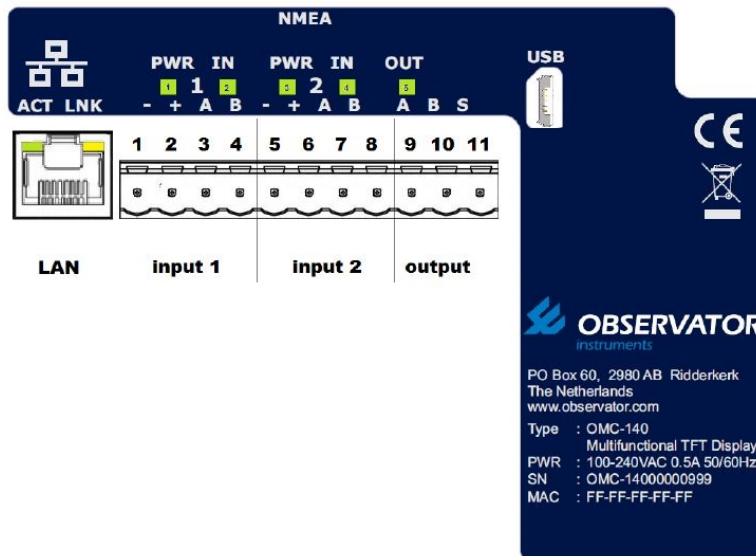 NMEA
PWR IN PWR IN OUT USB
1 1 2 3 2 4 5
ACT LNK - + A B - + A B A B S
1 2 3 4 5 6 7 8 9 10 11
CE
LAN input 1 input 2 output
OBSERVATOR
instruments
PO Box 60, 2980 AB Ridderkerk
The Netherlands
www.observator.com
Type : OMC-140
Multifunctional TFT Display
PWR : 100-240VAC 0.5A 50/60Hz
SN : OMC-14000000999
MAC : FF-FF-FF-FF-FF